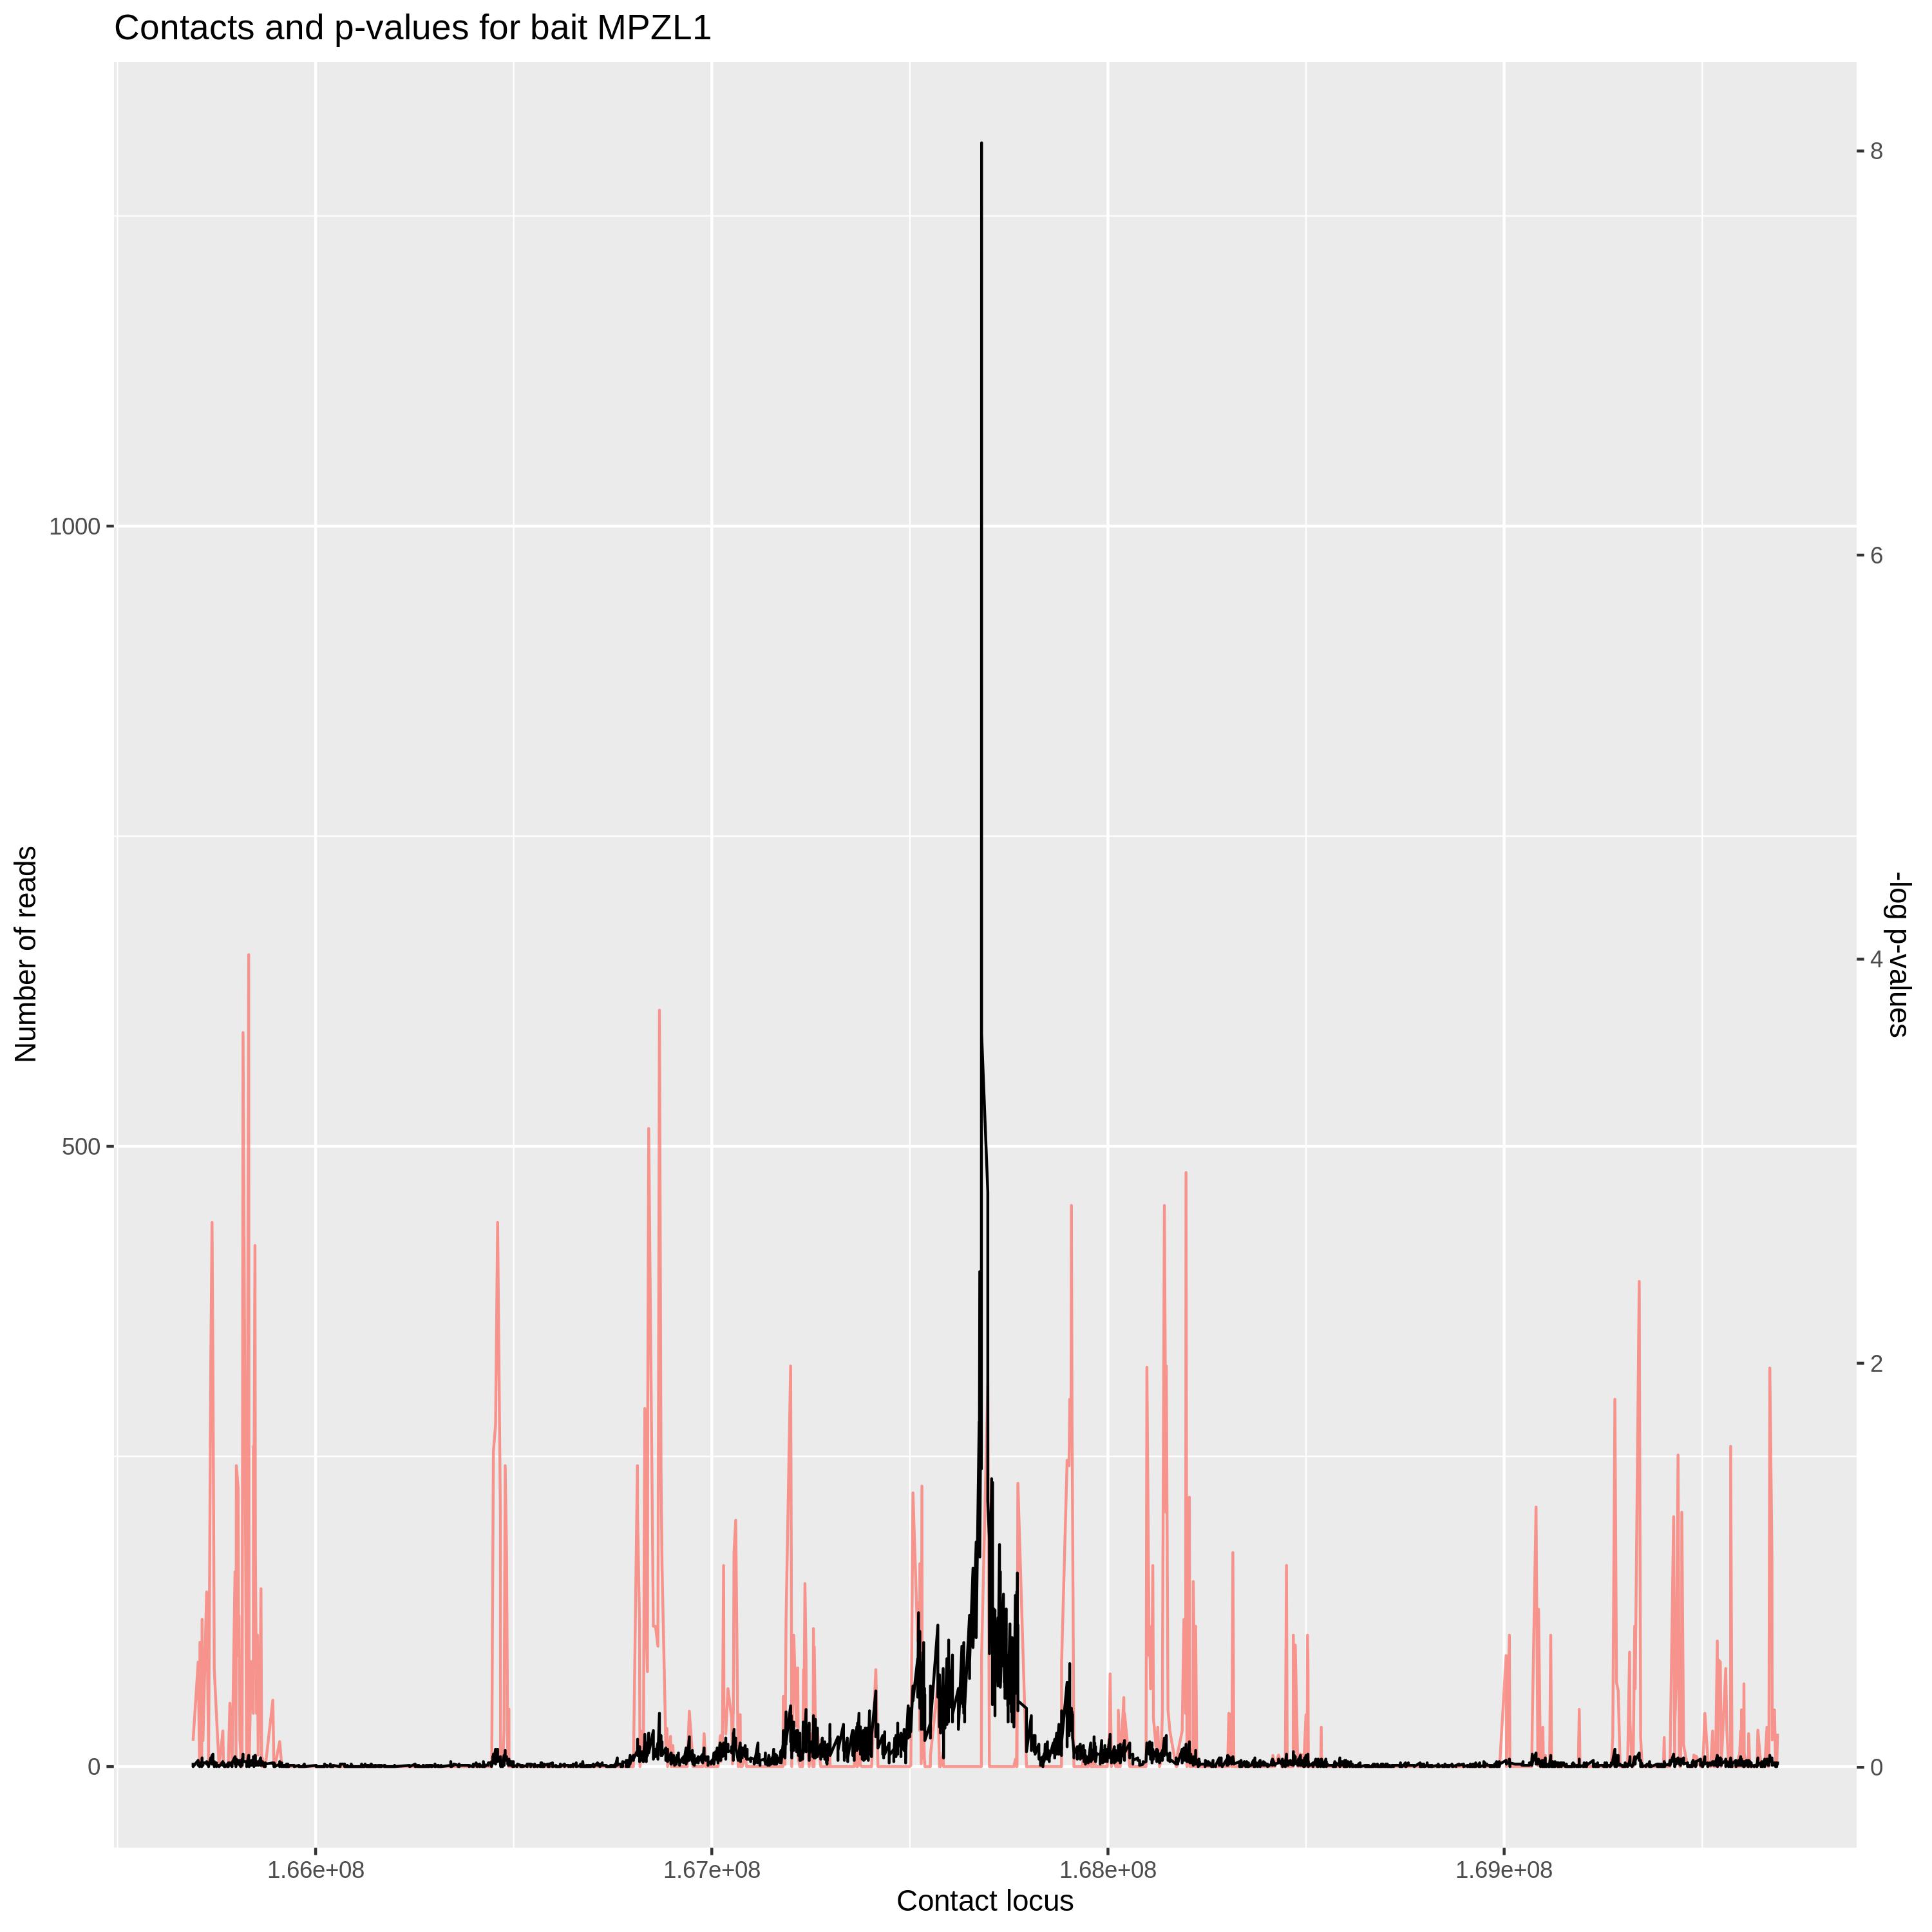 Contacts and p-values for bait MPZL1
Number of reads
1000
500
0
8
6
4
2
0
-log p-values
1.66e+08
1.67e+08
1.68e+08
1.69e+08
Contact locus